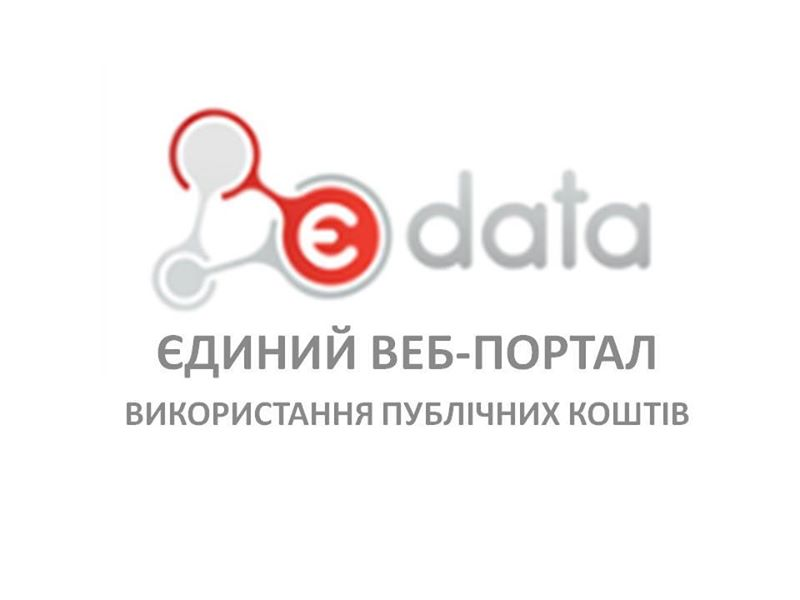 є data
ЄДИНИЙ ВЕБ-ПОРТАЛ
ВИКОРИСТАННЯ ПУБЛІЧНИХ КОШТІВ